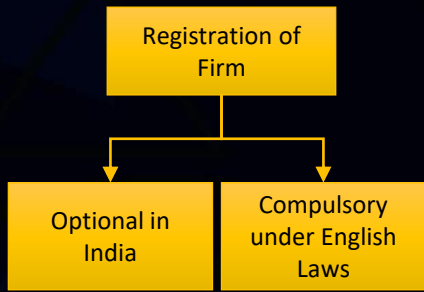 Registration of
Firm
Optional in
India
Compulsory
under English
Laws